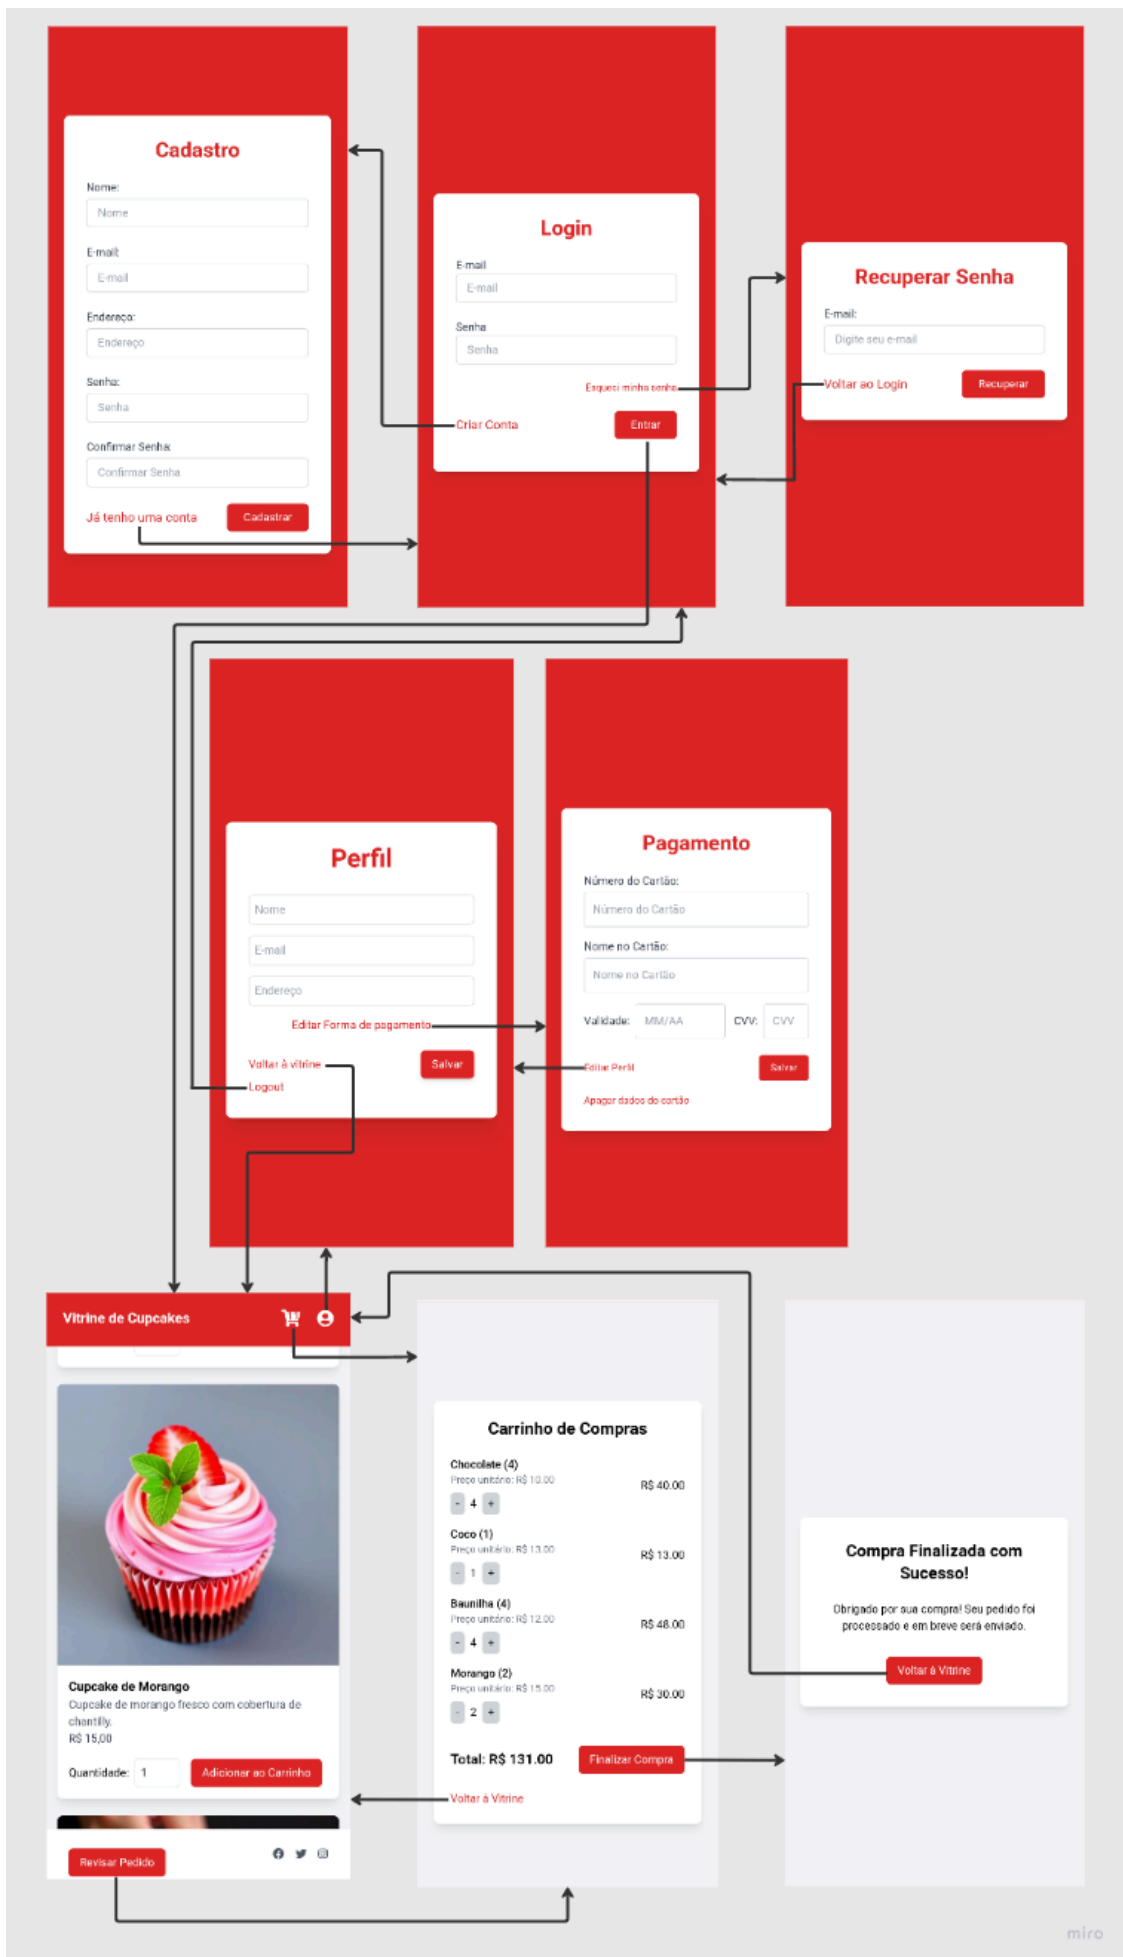 Cadastro
Nome:
Nome
E-mail:
E-mail
Endereço:
Endereço
Senha:
Senha
Confirmar Senha:
Confirmar Senha
Já tenho uma conta
Cadastrar
Login
E-mail
E-mail
Senha
Senha
Esqueci minha senha
Criar Conta
Entrar
Recuperar Senha
E-mail:
Digite seu e-mail
Voltar ao Login
Recuperar
Perfil
Nome
E-mail
Endereço
Editar Forma de pagamento
Voltar à vitrine
Salvar
Logout
Pagamento
Número do Cartão:
Número do Cartão
Nome no Cartão:
Nome no Cartão
Validade: MM/AA CVV: CVV
Editar Perfil
Salvar
Apagar dados do cartão
Vitrine de Cupcakes
Cupcake de Morango
Cupcake de morango fresco com cobertura de
chantilly.
R$ 15,00
Quantidade: 1 Adicionar ao Carrinho
Revisar Pedido
Carrinho de Compras
Chocolate (4)
Preço unitário: R$ 10.00
R$ 40.00
- 4 +
Coco (1)
Preço unitário: R$ 13.00
R$ 13.00
- 1 +
Baunilha (4)
Preço unitário: R$ 12.00
R$ 48.00
- 4 +
Morango (2)
Preço unitário: R$ 15.00
R$ 30.00
- 2 +
Total: R$ 131.00 Finalizar Compra
Voltar à Vitrine
Compra Finalizada com
Sucesso!
Obrigado por sua compra! Seu pedido foi
processado e em breve será enviado.
Voltar à Vitrine
miro